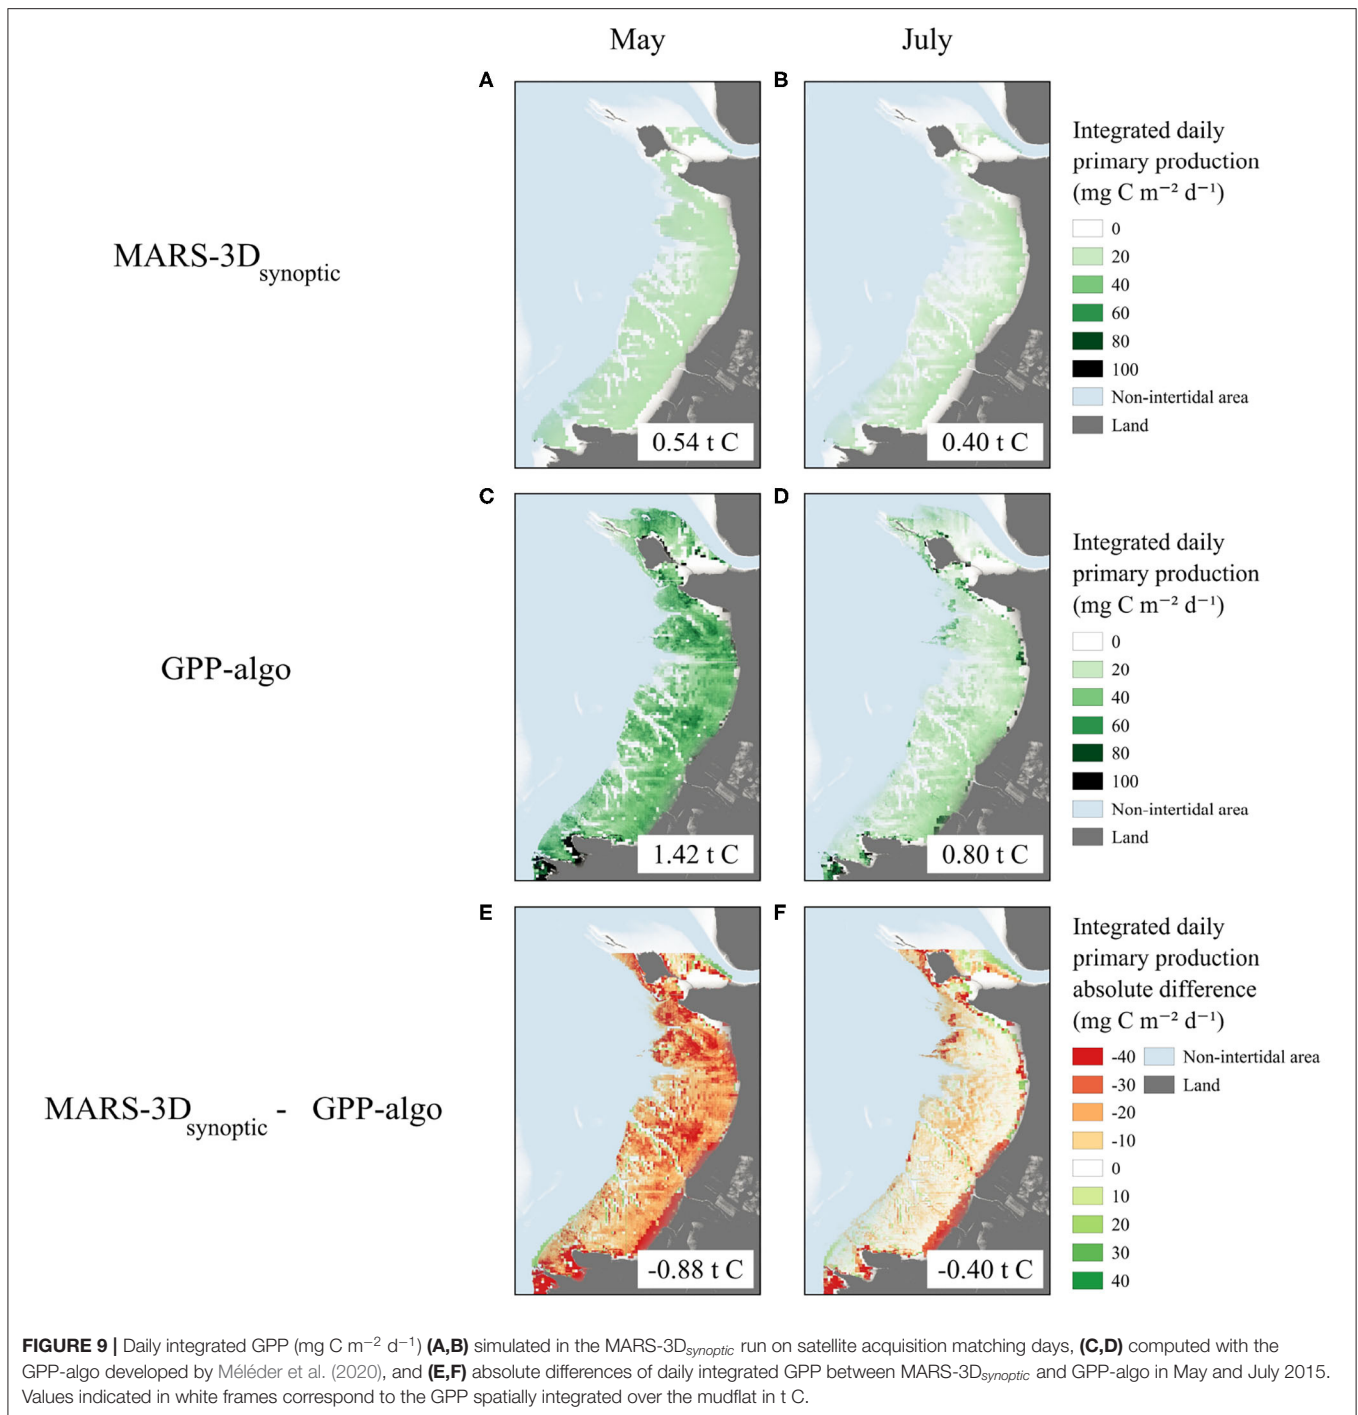 May
July
A
B
MARS-3Dsynoptic
Integrated daily
primary production
(mg C m⁻² d⁻¹)
0
20
40
60
80
100
Non-intertidal area
Land
0.54 t C
0.40 t C
C
D
GPP-algo
Integrated daily
primary production
(mg C m⁻² d⁻¹)
0
20
40
60
80
100
Non-intertidal area
Land
1.42 t C
0.80 t C
E
F
MARS-3Dsynoptic - GPP-algo
Integrated daily
primary production
absolute difference
(mg C m⁻² d⁻¹)
-40 Non-intertidal area
-30 Land
-20
-10
0
10
20
30
40
-0.88 t C
-0.40 t C
FIGURE 9 | Daily integrated GPP (mg C m⁻² d⁻¹) (A,B) simulated in the MARS-3Dsynoptic run on satellite acquisition matching days, (C,D) computed with the
GPP-algo developed by Méléder et al. (2020), and (E,F) absolute differences of daily integrated GPP between MARS-3Dsynoptic and GPP-algo in May and July 2015.
Values indicated in white frames correspond to the GPP spatially integrated over the mudflat in t C.